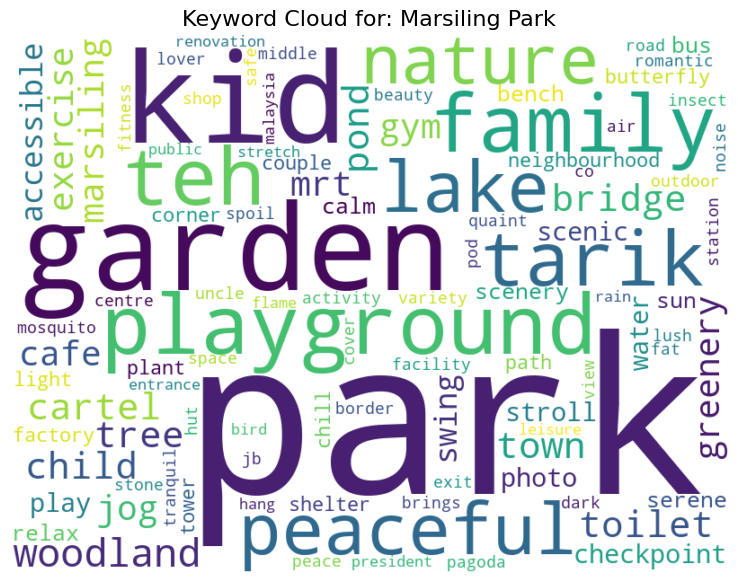 Keyword Cloud for: Marsiling Park
renovation
lover
middle
safe
kid
nature
road
bus
romantic
butterfly
accessible
exercise
marsiling
fitness
shop
malaysia
pond
beauty
bench
insect
gym
family
air
noise
public
stretch
teh
couple
mrt
lake
neighbourhood
co
outdoor
corner
spoil
calm
bridge
garden
quaint
pod
scenic
tarik
station
centre
uncle
flame
activity
variety
scenery
rain
sun
mosquito
playground
cover
water
lush
fat
cafe
plant
space
facility
path
view
greenery
light
entrance
park
cartel
hut
chill
border
swing
stroll
leisure
factory
tree
bird
town
child
jb
photo
stone
tranquil
tower
exit
play
jog
hang
shelter
brings
dark
serene
relax
peaceful
toilet
woodland
peace
president
pagoda
checkpoint